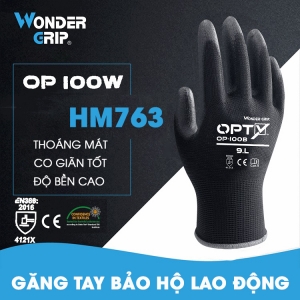 WONDER
GRIP®
OP 100W
HM763
THOÁNG MÁT
CO GIÃN TỐT
ĐỘ BỀN CAO
WONDER GRIP
OPTY
OP-1008
9.L
EN388:
2016
4121X
GĂNG TAY BẢO HỘ LAO ĐỘNG